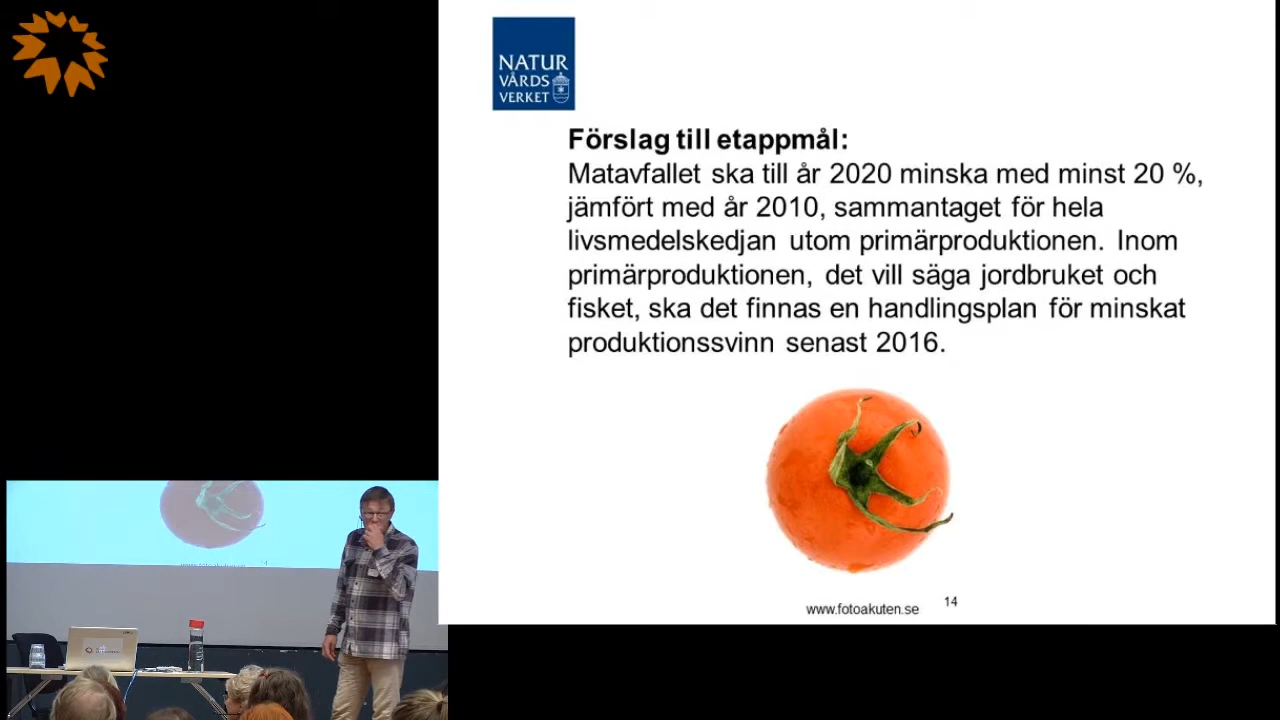 NATUR
VÅRDS
VERKET
Förslag till etappmål:
Matavfallet ska till år 2020 minska med minst 20 %,
jämfört med år 2010, sammantaget för hela
livsmedelskedjan utom primärproduktionen. Inom
primärproduktionen, det vill säga jordbruket och
fisket, ska det finnas en handlingsplan för minskat
produktionssvinn senast 2016.
www.fotoakuten.se
14